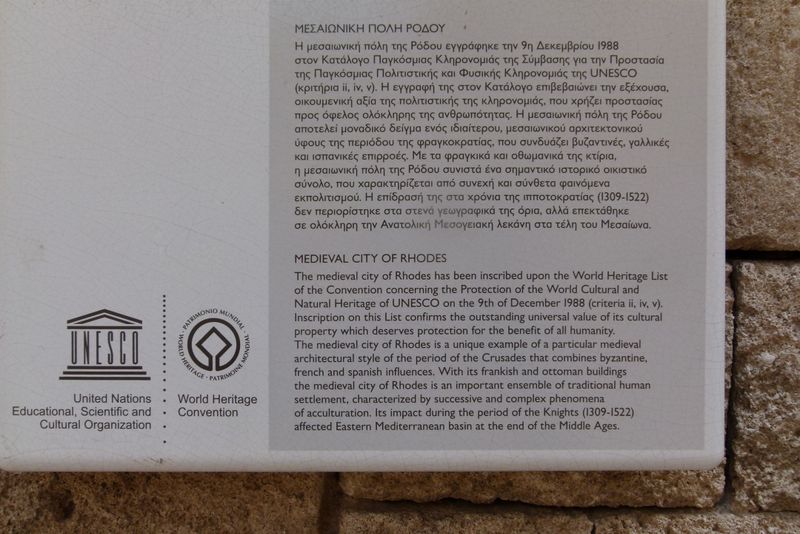 ΜΕΣΑΙΩΝΙΚΗ ΠΟΛΗ ΡΟΔΟΥ
Η μεσαιωνική πόλη της Ρόδου εγγράφηκε την 9η Δεκεμβρίου 1988
στον Κατάλογο Παγκόσμιας Κληρονομιάς της Σύμβασης για την Προστασία
της Παγκόσμιας Πολιτιστικής και Φυσικής Κληρονομιάς της UNESCO
(κριτήρια ii, iv, v). Η εγγραφή της στον Κατάλογο επιβεβαιώνει την εξέχουσα,
οικουμενική αξία της πολιτιστικής της κληρονομιάς, που χρήζει προστασίας
προς όφελος ολόκληρης της ανθρωπότητας. Η μεσαιωνική πόλη της Ρόδου
αποτελεί μοναδικό δείγμα ενός ιδιαίτερου, μεσαιωνικού αρχιτεκτονικού
ύφους της περιόδου της φραγκοκρατίας, που συνδυάζει βυζαντινές, γαλλικές
και ισπανικές επιρροές. Με τα φραγκικά και οθωμανικά της κτίρια,
η μεσαιωνική πόλη της Ρόδου συνιστά ένα σημαντικό ιστορικό οικιστικό
σύνολο, που χαρακτηρίζεται από συνεχή και σύνθετα φαινόμενα
εκπολιτισμού. Η επίδρασή της στα χρόνια της ιπποτοκρατίας (1309-1522)
δεν περιορίστηκε στα στενά γεωγραφικά της όρια, αλλά επεκτάθηκε
σε ολόκληρη την Ανατολική Μεσογειακή λεκάνη στα τέλη του Μεσαίωνα.
MEDIEVAL CITY OF RHODES
The medieval city of Rhodes has been inscribed upon the World Heritage List
of the Convention concerning the Protection of the World Cultural and
Natural Heritage of UNESCO on the 9th of December 1988 (criteria ii, iv, v).
Inscription on this List confirms the outstanding universal value of its cultural
property which deserves protection for the benefit of all humanity.
The medieval city of Rhodes is a unique example of a particular medieval
architectural style of the period of the Crusades that combines byzantine,
french and spanish influences. With its frankish and ottoman buildings
the medieval city of Rhodes is an important ensemble of traditional human
settlement, characterized by successive and complex phenomena
of acculturation. Its impact during the period of the Knights (1309-1522)
affected Eastern Mediterranean basin at the end of the Middle Ages.
UNESCO
United Nations
Educational, Scientific and
Cultural Organization
WORLD HERITAGE • PATRIMONIO MUNDIAL • PATRIMOINE MONDIAL •
World Heritage
Convention